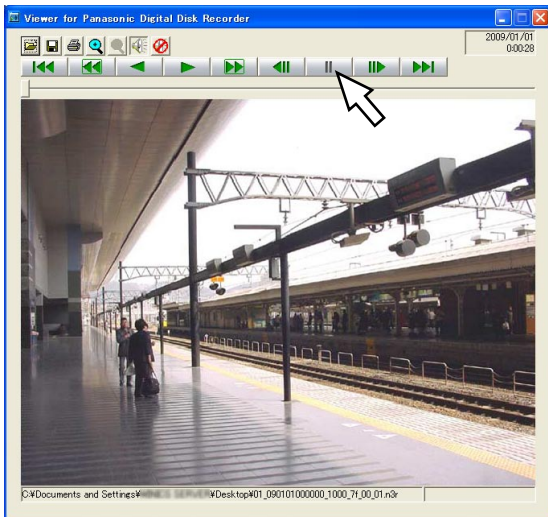 Viewer for Panasonic Digital Disk Recorder
2009/01/01
0:00:28
C:¥Documents and Settings¥ ¥Desktop¥01_090101000000_1000_7f_00_01.n3r